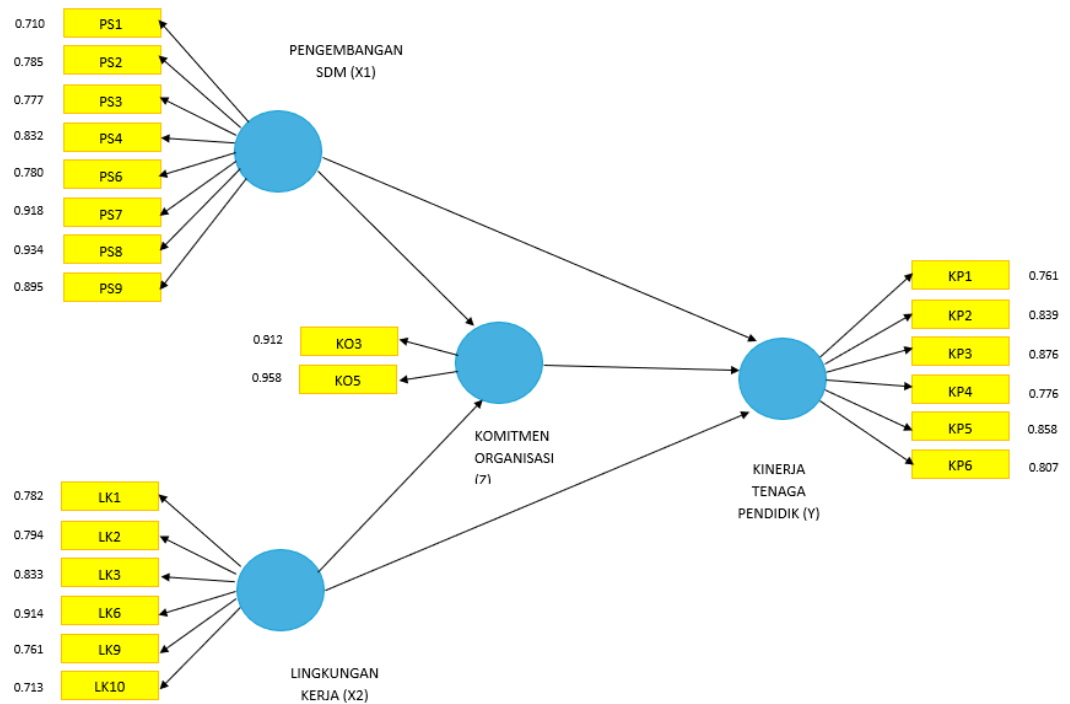 0.710 PS1
0.785 PS2
0.777 PS3
0.832 PS4
0.780 PS6
0.918 PS7
0.934 PS8
0.895 PS9
PENGEMBANGAN
SDM (X1)
0.912 KO3
0.958 KO5
KOMITMEN
ORGANISASI
(Z)
KP1 0.761
KP2 0.839
KP3 0.876
KP4 0.776
KP5 0.858
KP6 0.807
KINERJA
TENAGA
PENDIDIK (Y)
0.782 LK1
0.794 LK2
0.833 LK3
0.914 LK6
0.761 LK9
0.713 LK10
LINGKUNGAN
KERJA (X2)